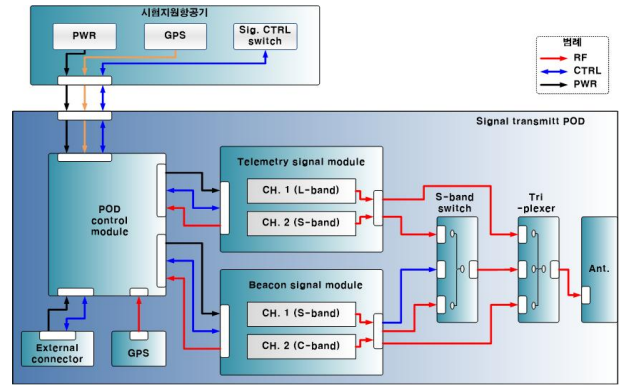 시험지원항공기
PWR
GPS
Sig. CTRL
switch
범례
RF
CTRL
PWR
Signal transmitt POD
POD
control
module
Telemetry signal module
CH. 1 (L-band)
CH. 2 (S-band)
S-band
switch
Tri
-plexer
Ant.
Beacon signal module
CH. 1 (S-band)
CH. 2 (C-band)
External
connector
GPS